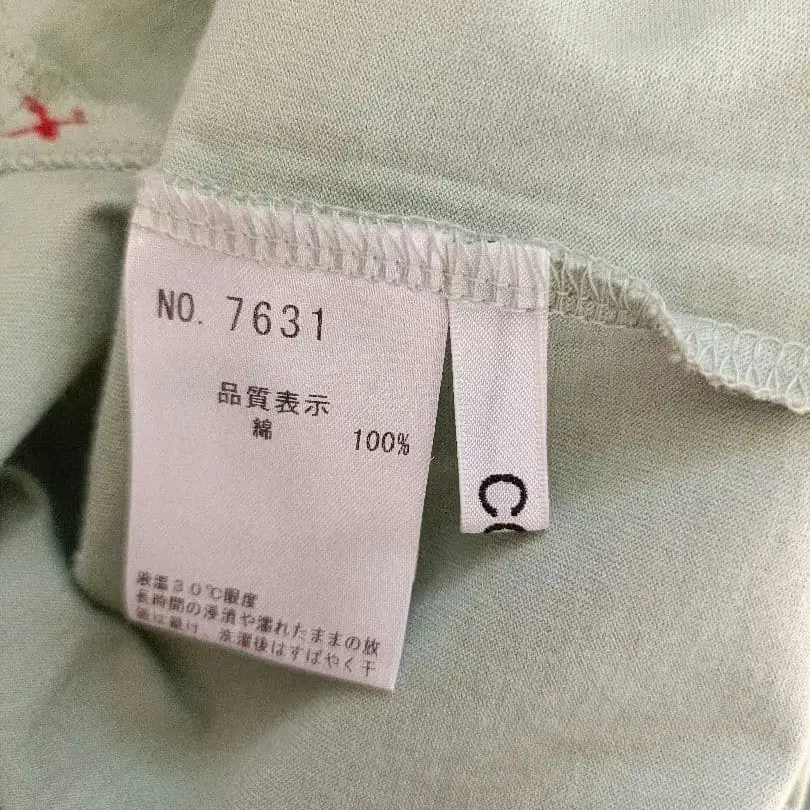 NO. 7631
品質表示
綿 100%
CO
液温30℃限度
長時間の浸漬や濡れたままの放
置は避け、洗濯後はすばやく干